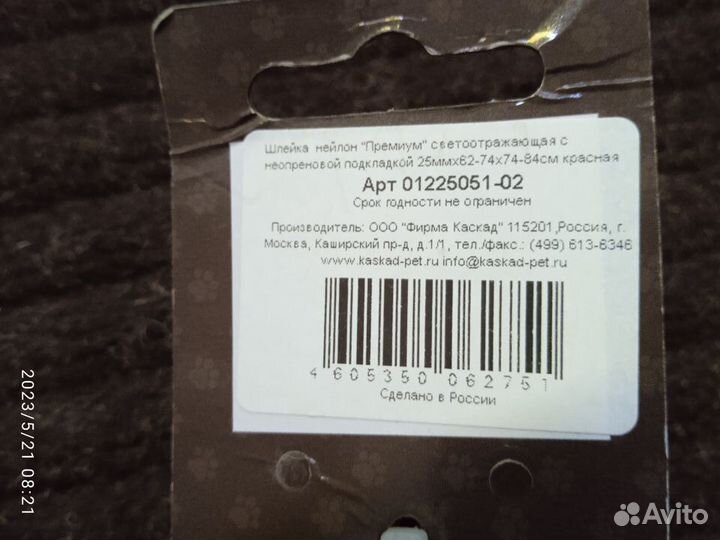 Шлейка нейлон "Премиум" светоотражающая с
неопреновой подкладкой 25ммх62-74х74-84см красная
Арт 01225051-02
Срок годности не ограничен
Производитель: ООО "Фирма Каскад" 115201,Россия, г.
Москва, Каширский пр-д, д.1/1, тел./факс.: (499) 613-6346
www.kaskad-pet.ru info@kaskad-pet.ru
4 605350 062751
Сделано в России
2023/5/21 08:21
Avito